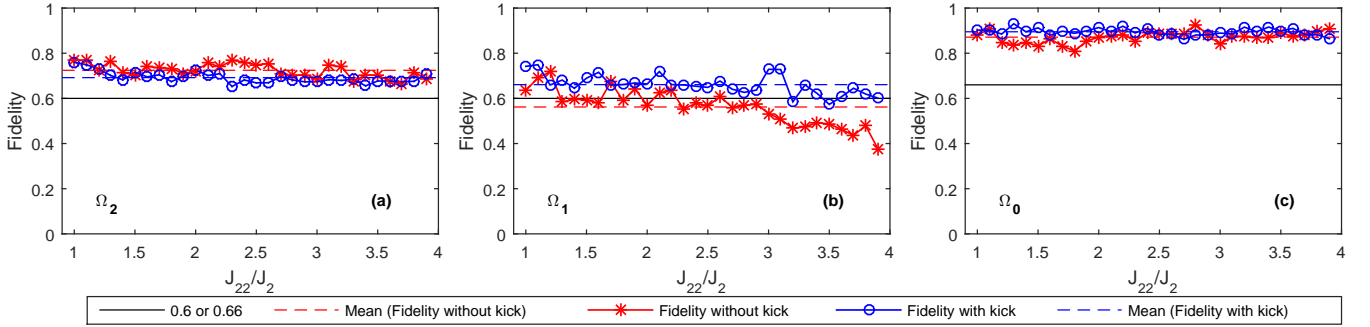 1
0.8
0.6
0.4
0.2
0
Fidelity
Ω2
(a)
1
1.5
2
2.5
3
3.5
4
J22/J2
1
0.8
0.6
0.4
0.2
0
Fidelity
Ω1
(b)
1
1.5
2
2.5
3
3.5
4
J22/J2
1
0.8
0.6
0.4
0.2
0
Fidelity
Ω0
(c)
1
1.5
2
2.5
3
3.5
4
J22/J2
0.6 or 0.66
Mean (Fidelity without kick)
Fidelity without kick
Fidelity with kick
Mean (Fidelity with kick)